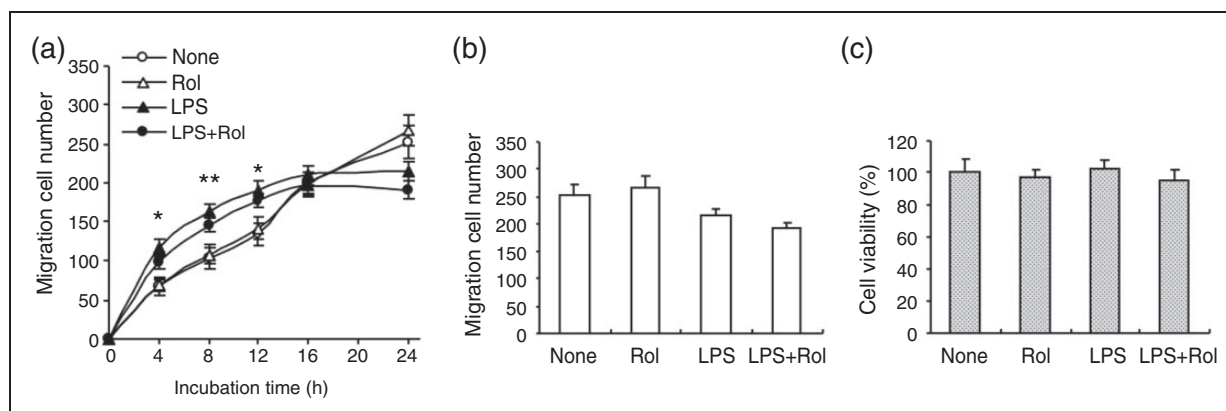 (a)
None
Rol
LPS
LPS+Rol
Migration cell number
350
300
250
200
150
100
50
0
*
**
*
0 4 8 12 16 20 24
Incubation time (h)
(b)
Migration cell number
350
300
250
200
150
300
50
0
None Rol LPS LPS+Rol
(c)
Cell viability (%)
120
100
80
60
40
20
0
None Rol LPS LPS+Rol